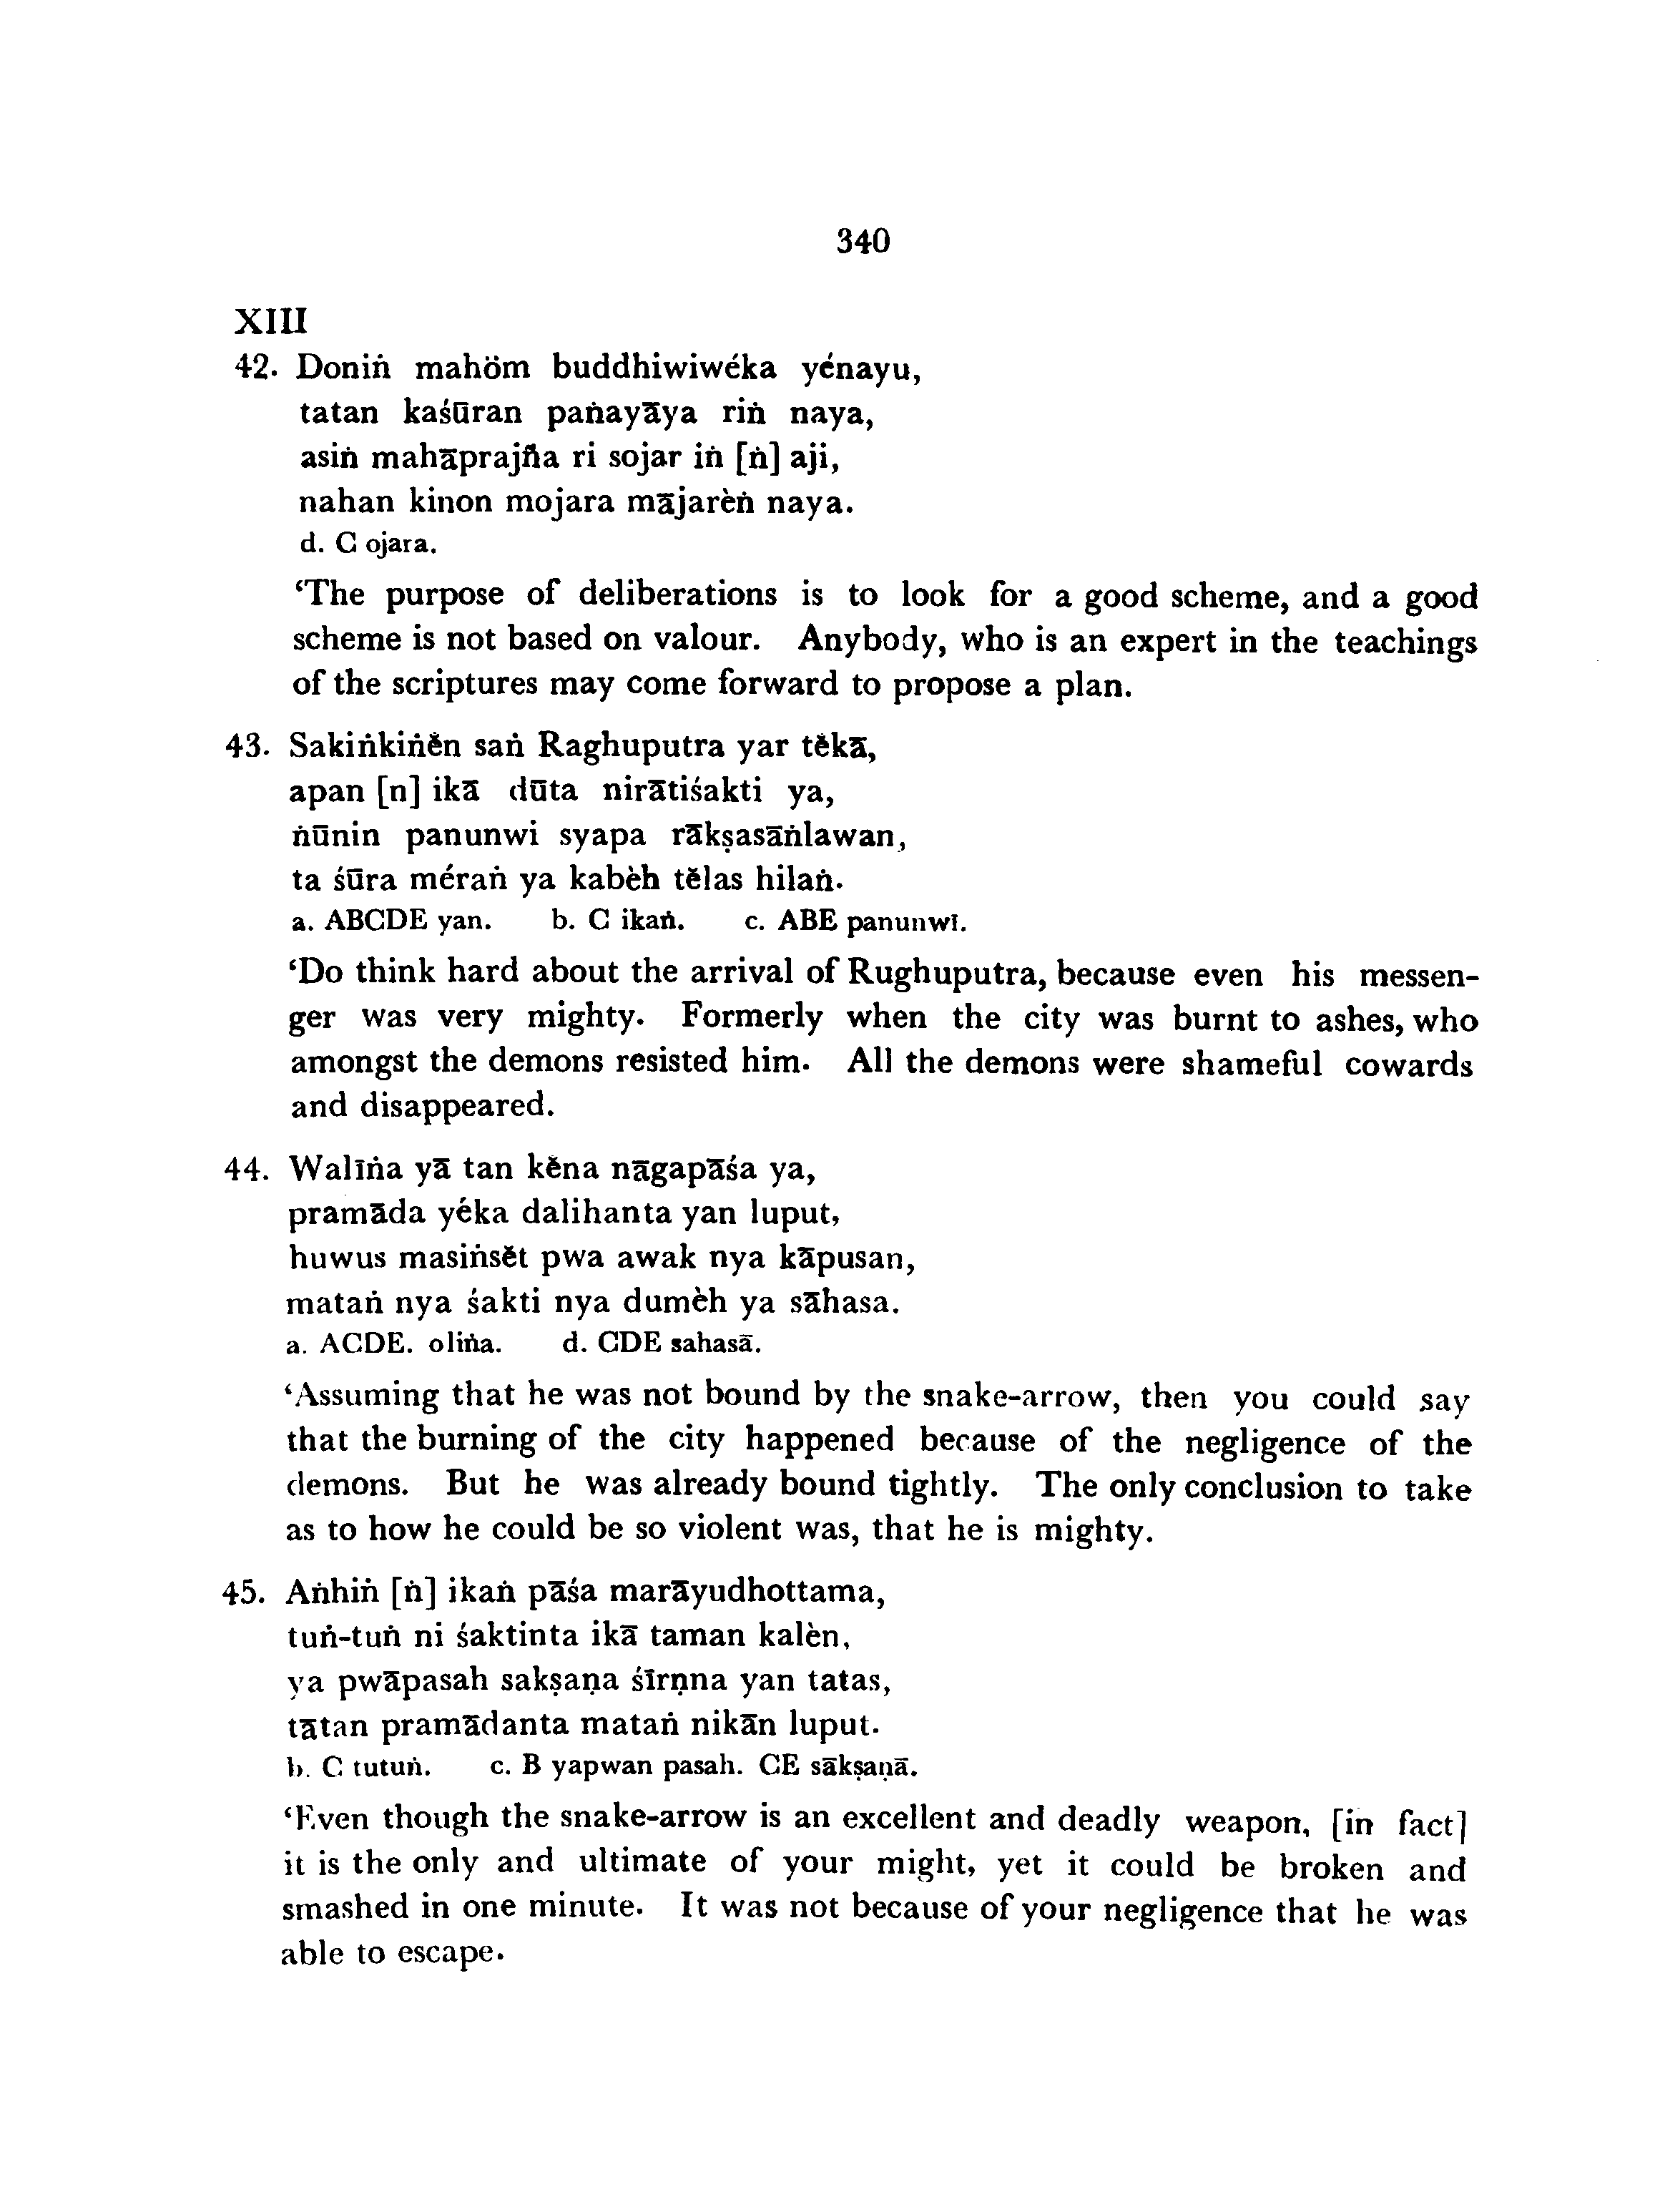 340
XIII
42. Doniṅ mahöm buddhiwiwéka yénayu,
tatan kaśūran paṅayāya riṅ naya,
asiṅ mahāprajña ri sojar iṅ [ṅ] aji,
nahan kinon mojara mājarèṅ naya.
d. C ojara.
‘The purpose of deliberations is to look for a good scheme, and a good
scheme is not based on valour. Anybody, who is an expert in the teachings
of the scriptures may come forward to propose a plan.
43. Sakiṅkiṅĕn saṅ Raghuputra yar tĕkā,
apan [n] ikā dūta nirātiśakti ya,
ṅūnin panunwi syapa rākṣasāṅlawan,
ta śūra méraṅ ya kabèh tĕlas hilaṅ.
a. ABCDE yan. b. C ikaṅ. c. ABE panunwī.
‘Do think hard about the arrival of Rughuputra, because even his messen-
ger was very mighty. Formerly when the city was burnt to ashes, who
amongst the demons resisted him. All the demons were shameful cowards
and disappeared.
44. Walīṅa yā tan kĕna nāgapāśa ya,
pramāda yéka dalihanta yan luput,
huwus masiṅsĕt pwa awak nya kāpusan,
mataṅ nya śakti nya dumèh ya sāhasa.
a. ACDE. oliṅa. d. CDE sahasā.
‘Assuming that he was not bound by the snake-arrow, then you could say
that the burning of the city happened because of the negligence of the
demons. But he was already bound tightly. The only conclusion to take
as to how he could be so violent was, that he is mighty.
45. Aṅhiṅ [ṅ] ikaṅ pāśa marāyudhottama,
tuṅ-tuṅ ni śaktinta ikā taman kalèn,
ya pwāpasah sakṣaṇa śīrṇna yan tatas,
tātan pramādanta mataṅ nikān luput.
b. C tutuṅ. c. B yapwan pasah. CE sākṣaṇā.
‘Even though the snake-arrow is an excellent and deadly weapon, [in fact]
it is the only and ultimate of your might, yet it could be broken and
smashed in one minute. It was not because of your negligence that he was
able to escape.